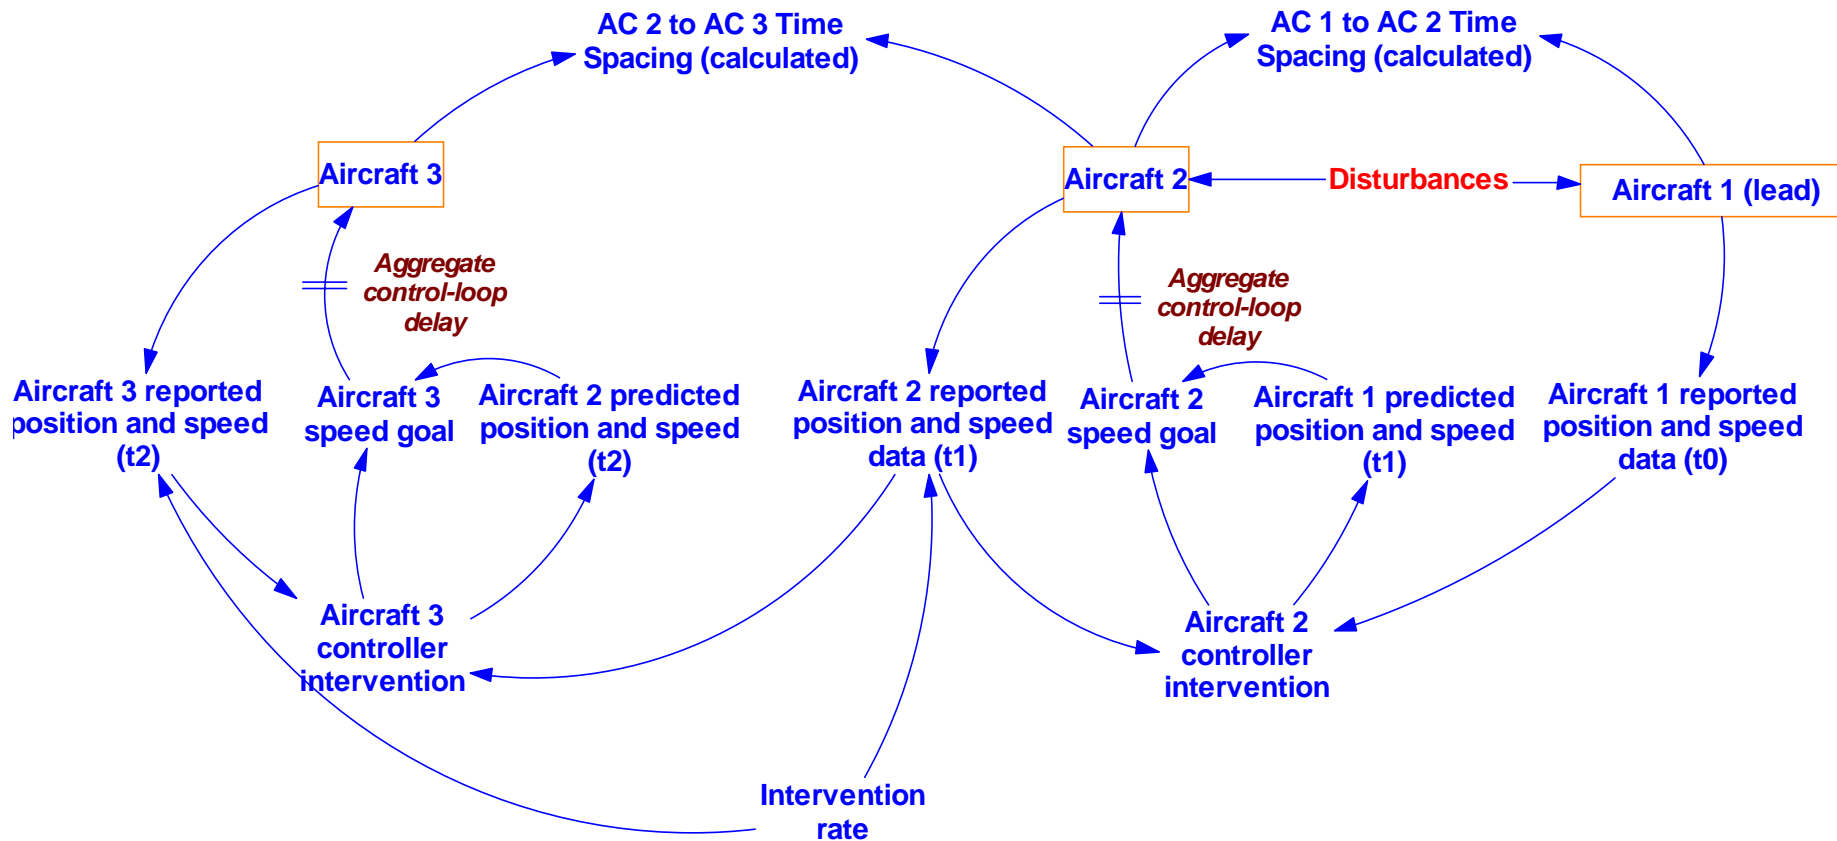 AC 2 to AC 3 Time
Spacing (calculated)
AC 1 to AC 2 Time
Spacing (calculated)
Aircraft 3
Aircraft 2
Disturbances
Aircraft 1 (lead)
Aggregate
control-loop
delay
Aggregate
control-loop
delay
Aircraft 3 reported
position and speed
(t2)
Aircraft 3
speed goal
Aircraft 2 predicted
position and speed
(t2)
Aircraft 2 reported
position and speed
data (t1)
Aircraft 2
speed goal
Aircraft 1 predicted
position and speed
(t1)
Aircraft 1 reported
position and speed
data (t0)
Aircraft 3
controller
intervention
Aircraft 2
controller
intervention
Intervention
rate